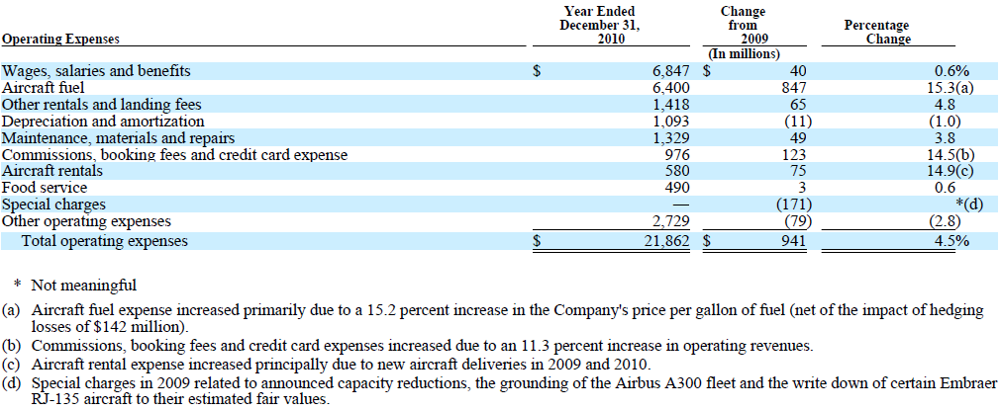 Year Ended Change
December 31, from Percentage
Operating Expenses 2010 2009 Change
(In millions)
Wages, salaries and benefits $ 6,847 $ 40 0.6%
Aircraft fuel 6,400 847 15.3(a)
Other rentals and landing fees 1,418 65 4.8
Depreciation and amortization 1,093 (11) (1.0)
Maintenance, materials and repairs 1,329 49 3.8
Commissions, booking fees and credit card expense 976 123 14.5(b)
Aircraft rentals 580 75 14.9(c)
Food service 490 3 0.6
Special charges — (171) *(d)
Other operating expenses 2,729 (79) (2.8)
Total operating expenses $ 21,862 $ 941 4.5%
* Not meaningful
(a) Aircraft fuel expense increased primarily due to a 15.2 percent increase in the Company's price per gallon of fuel (net of the impact of hedging
losses of $142 million).
(b) Commissions, booking fees and credit card expenses increased due to an 11.3 percent increase in operating revenues.
(c) Aircraft rental expense increased principally due to new aircraft deliveries in 2009 and 2010.
(d) Special charges in 2009 related to announced capacity reductions, the grounding of the Airbus A300 fleet and the write down of certain Embraer
RJ-135 aircraft to their estimated fair values.